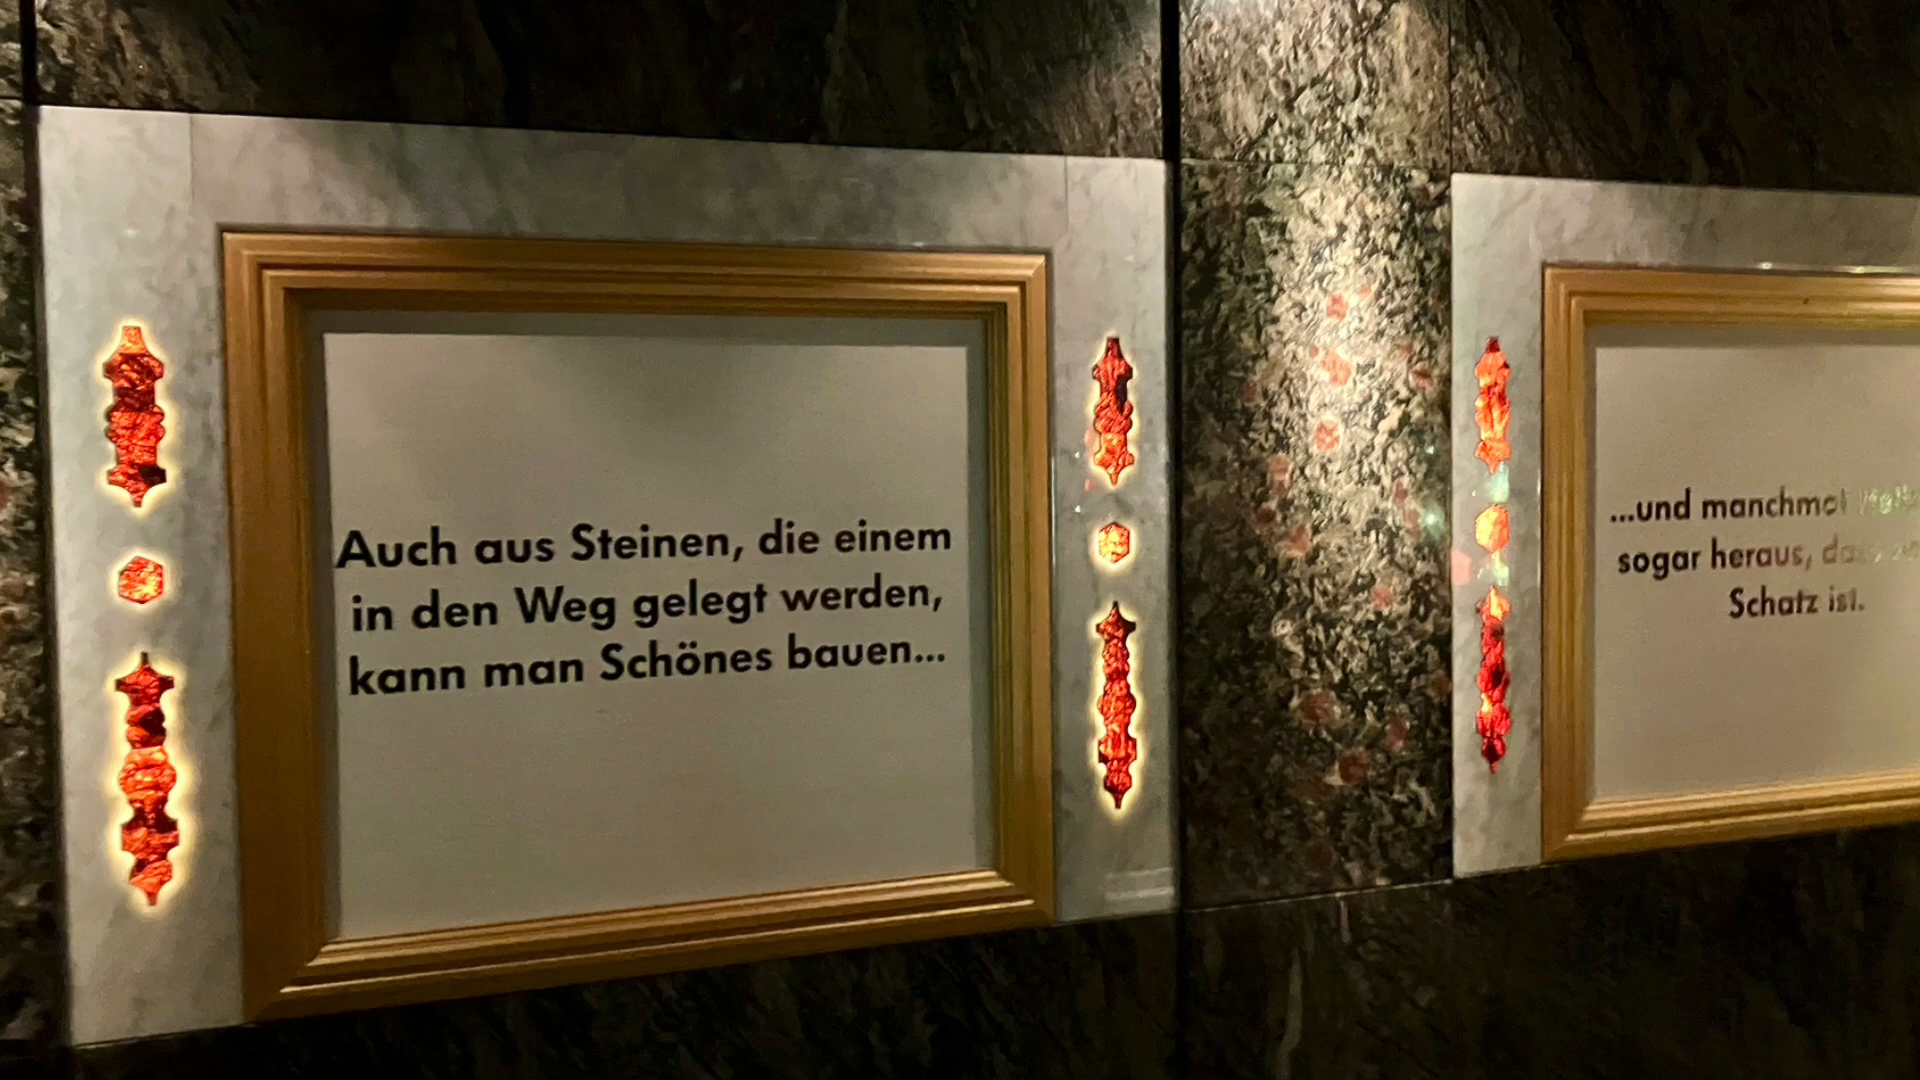 Auch aus Steinen, die einem
in den Weg gelegt werden,
kann man Schönes bauen...
...und manchmal
sogar heraus,
Schatz ist.